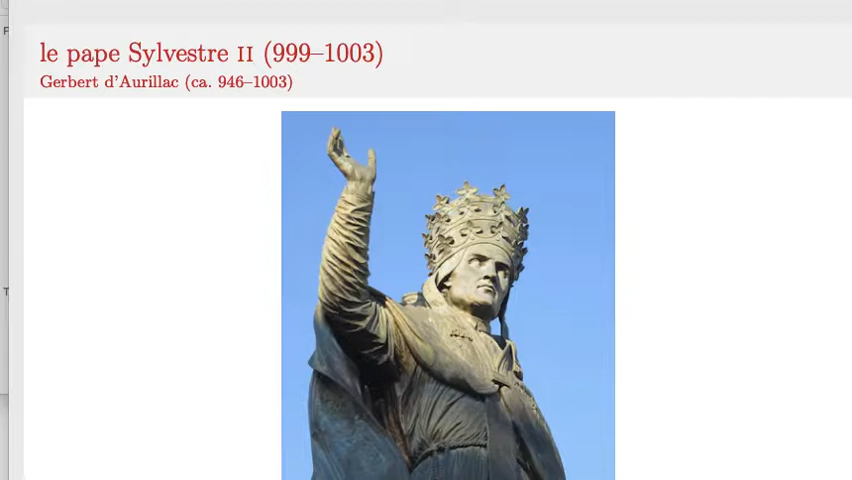 le pape Sylvestre II (999–1003)
Gerbert d'Aurillac (ca. 946–1003)
F
T